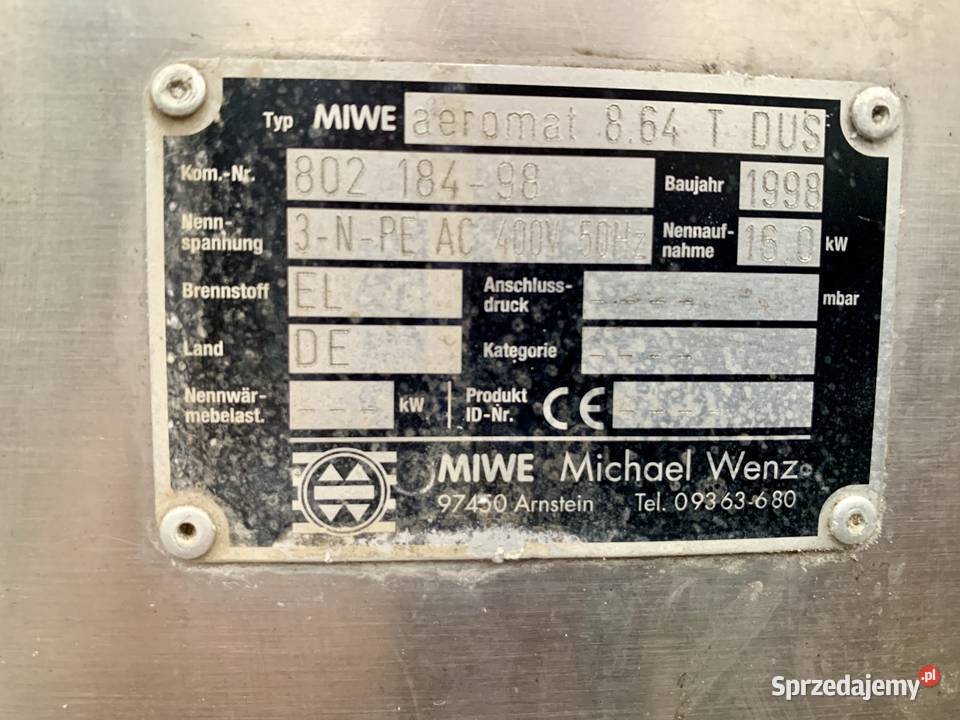 Typ MIWE aeromat 8.64 T DUS
Kom.-Nr. 802 184-98 Baujahr 1998
Nenn-spannung 3-N-PE AC 400V 50Hz Nennauf-nahme 16.0 kW
Brennstoff EL Anschluss-druck ---- mbar
Land DE Kategorie ----
Nennwär-mebelast. --- kW Produkt ID-Nr. CE ----
MIWE Michael Wenz
97450 Arnstein Tel. 09363-680
Sprzedajemy.pl